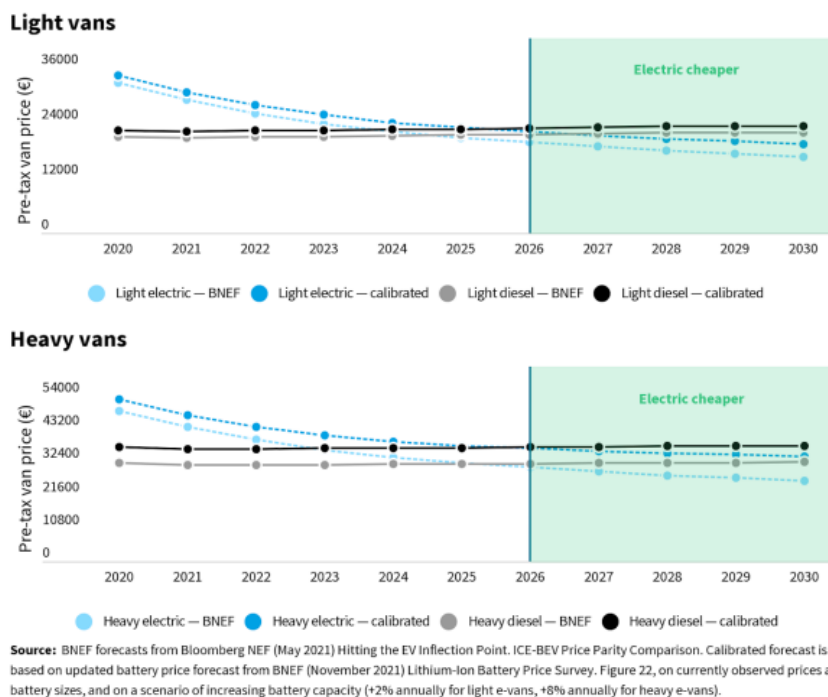 Light vans
Pre-tax van price (€)
36000
24000
12000
0
Electric cheaper
2020 2021 2022 2023 2024 2025 2026 2027 2028 2029 2030
Light electric — BNEF Light electric — calibrated Light diesel — BNEF Light diesel — calibrated
Heavy vans
Pre-tax van price (€)
54000
43200
32400
21600
10800
0
Electric cheaper
2020 2021 2022 2023 2024 2025 2026 2027 2028 2029 2030
Heavy electric — BNEF Heavy electric — calibrated Heavy diesel — BNEF Heavy diesel — calibrated
Source: BNEF forecasts from Bloomberg NEF (May 2021) Hitting the EV Inflection Point. ICE-BEV Price Parity Comparison. Calibrated forecast is
based on updated battery price forecast from BNEF (November 2021) Lithium-Ion Battery Price Survey. Figure 22, on currently observed prices a
battery sizes, and on a scenario of increasing battery capacity (+2% annually for light e-vans, +8% annually for heavy e-vans).